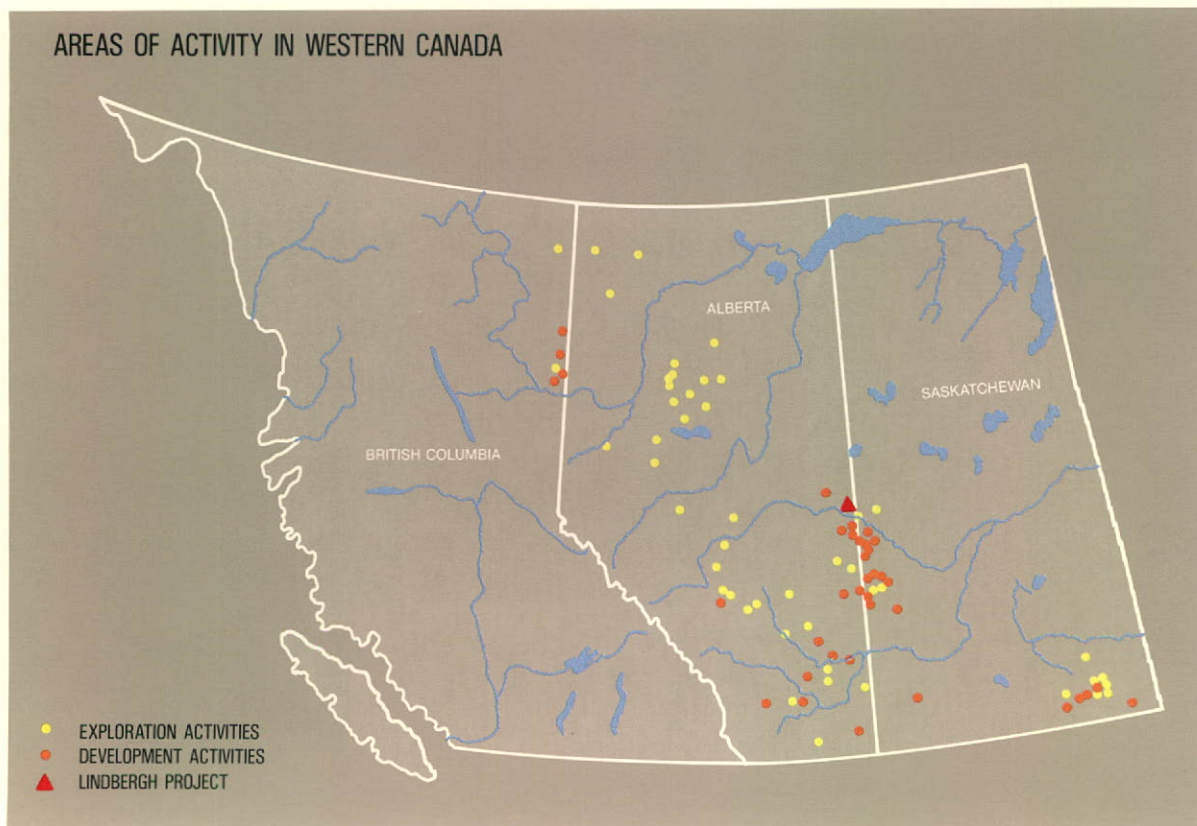 AREAS OF ACTIVITY IN WESTERN CANADA
ALBERTA
SASKATCHEWAN
BRITISH COLUMBIA
EXPLORATION ACTIVITIES
DEVELOPMENT ACTIVITIES
LINDBERGH PROJECT